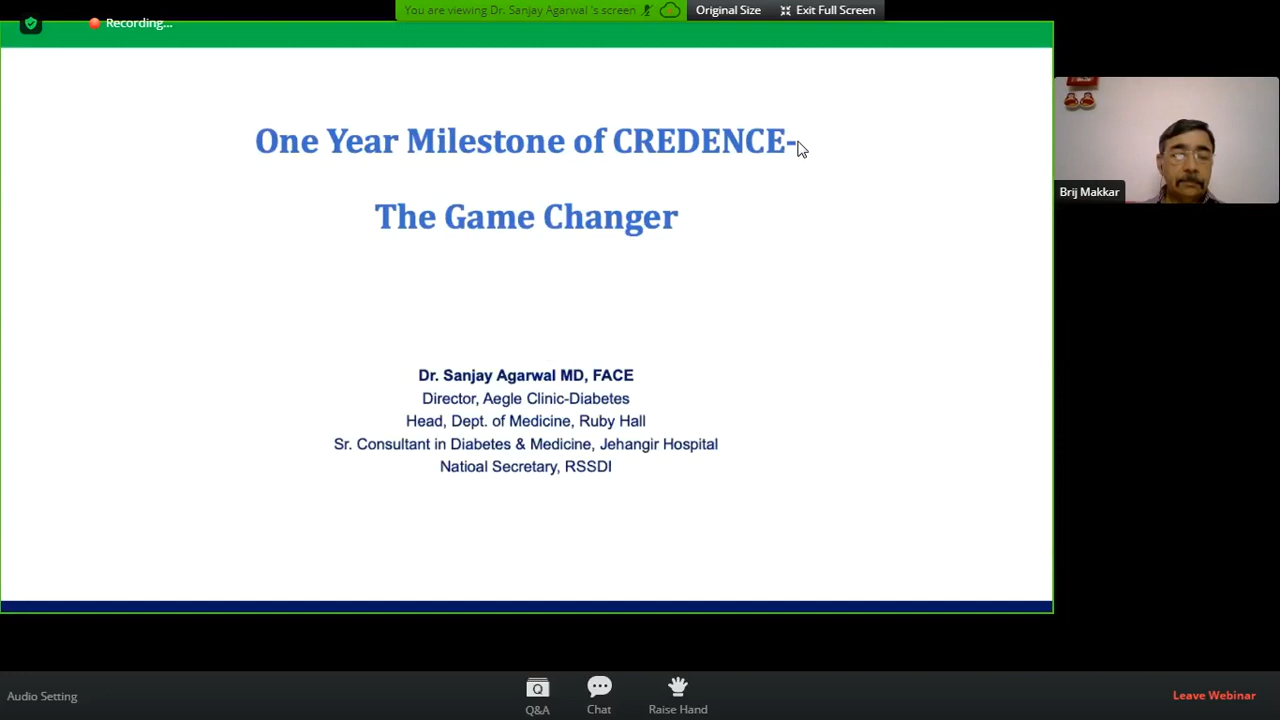 You are viewing Dr. Sanjay Agarwal 's screen
Original Size
Exit Full Screen
Recording...
One Year Milestone of CREDENCE-
The Game Changer
Brij Makkar
Dr. Sanjay Agarwal MD, FACE
Director, Aegle Clinic-Diabetes
Head, Dept. of Medicine, Ruby Hall
Sr. Consultant in Diabetes & Medicine, Jehangir Hospital
Natioal Secretary, RSSDI
Audio Setting
Q&A
Chat
Raise Hand
Leave Webinar